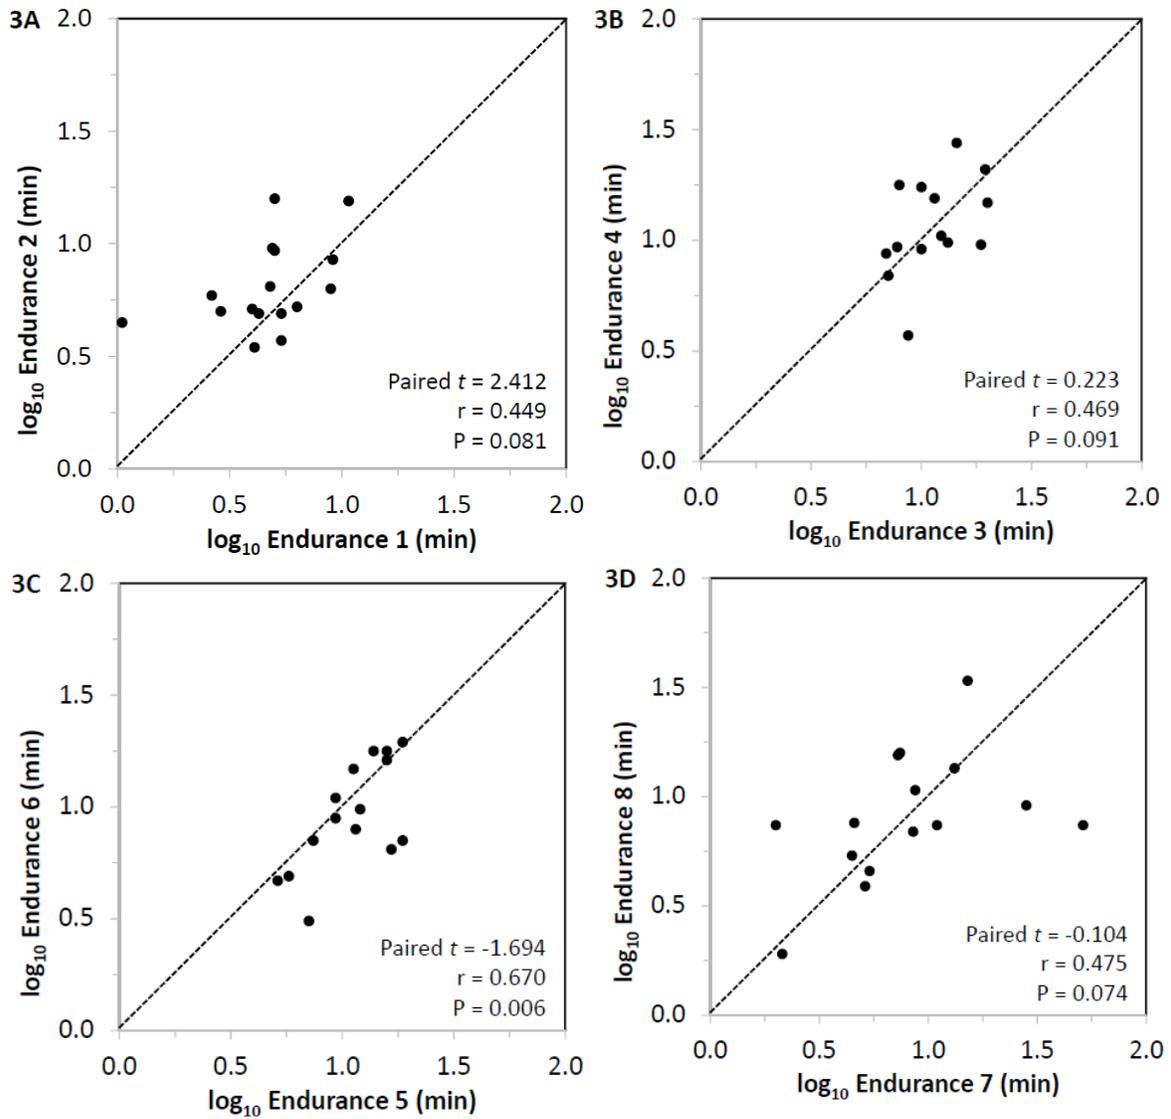 3A
2.0
1.5
1.0
0.5
0.0
log10 Endurance 2 (min)
Paired t = 2.412
r = 0.449
P = 0.081
0.0 0.5 1.0 1.5 2.0
log10 Endurance 1 (min)
3B
2.0
1.5
1.0
0.5
0.0
log10 Endurance 4 (min)
Paired t = 0.223
r = 0.469
P = 0.091
0.0 0.5 1.0 1.5 2.0
log10 Endurance 3 (min)
3C
2.0
1.5
1.0
0.5
0.0
log10 Endurance 6 (min)
Paired t = -1.694
r = 0.670
P = 0.006
0.0 0.5 1.0 1.5 2.0
log10 Endurance 5 (min)
3D
2.0
1.5
1.0
0.5
0.0
log10 Endurance 8 (min)
Paired t = -0.104
r = 0.475
P = 0.074
0.0 0.5 1.0 1.5 2.0
log10 Endurance 7 (min)